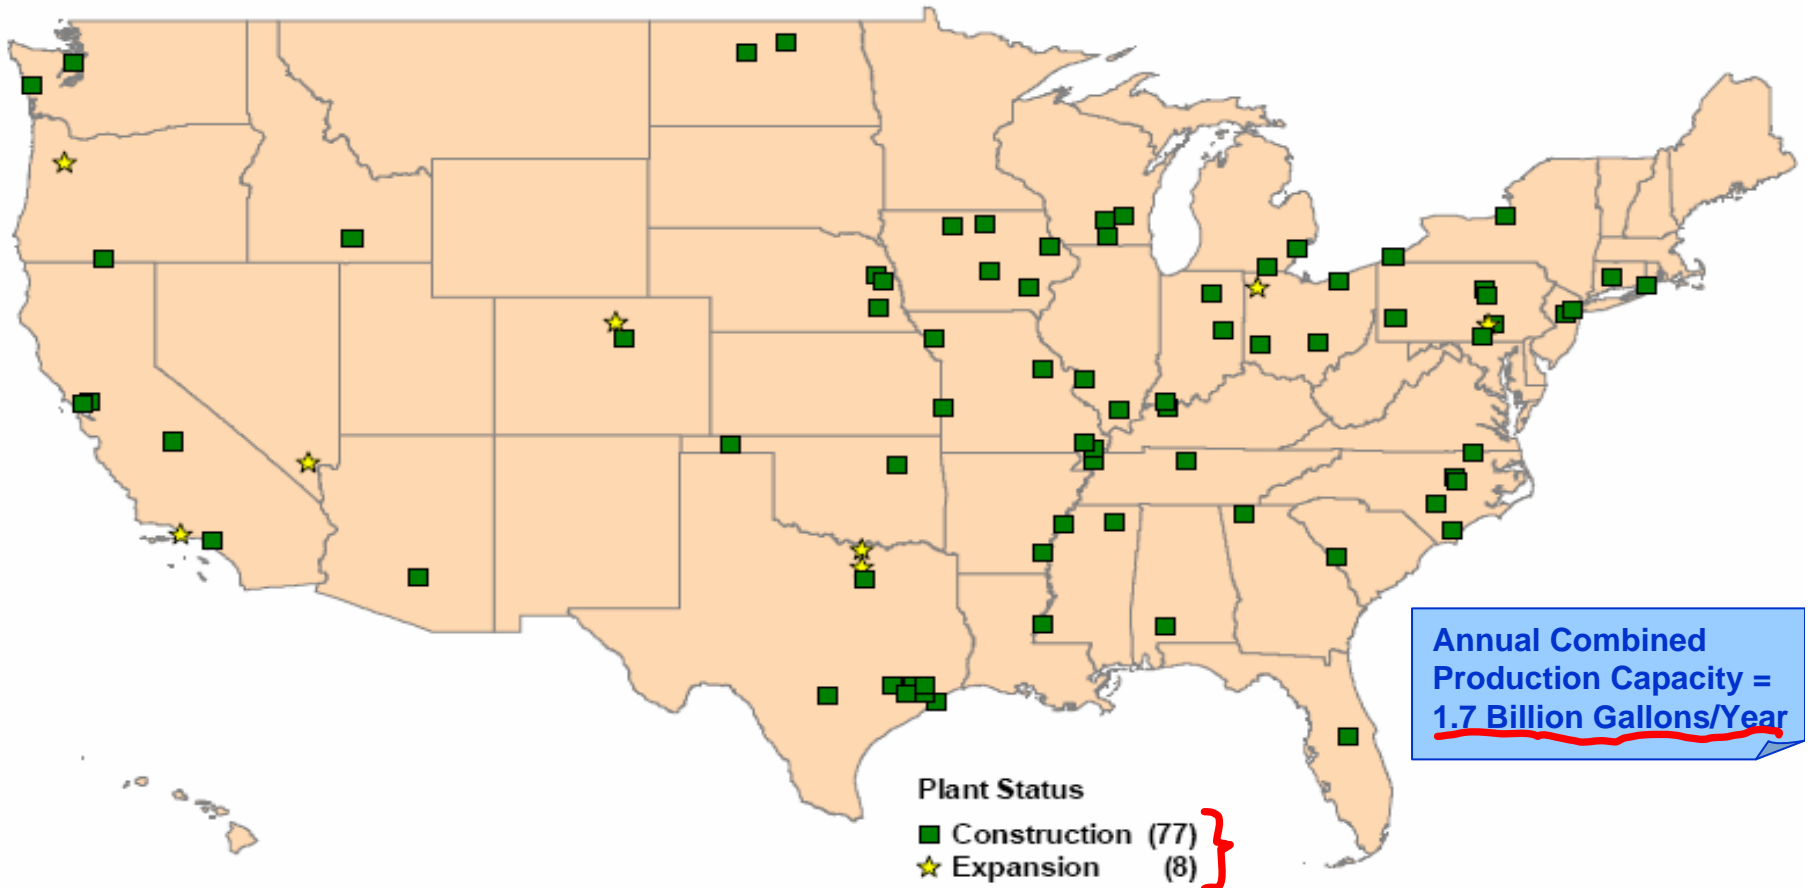 Annual Combined
Production Capacity =
1.7 Billion Gallons/Year
Plant Status
Construction (77)
Expansion (8)